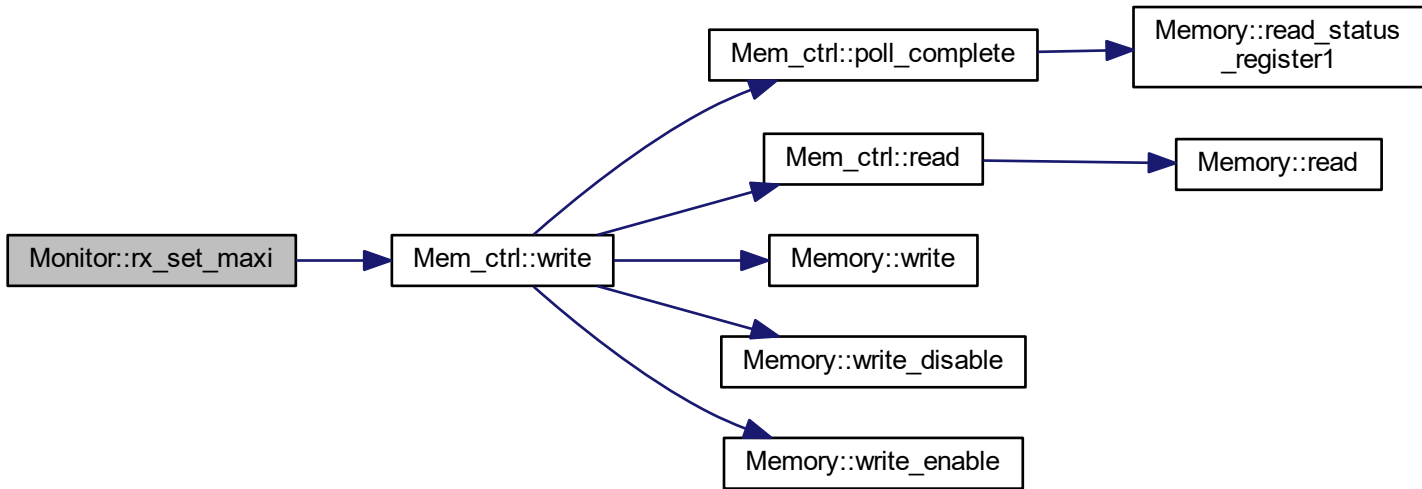 Monitor::rx_set_maxi
Mem_ctrl::write
Mem_ctrl::poll_complete
Memory::read_status
_register1
Mem_ctrl::read
Memory::read
Memory::write
Memory::write_disable
Memory::write_enable